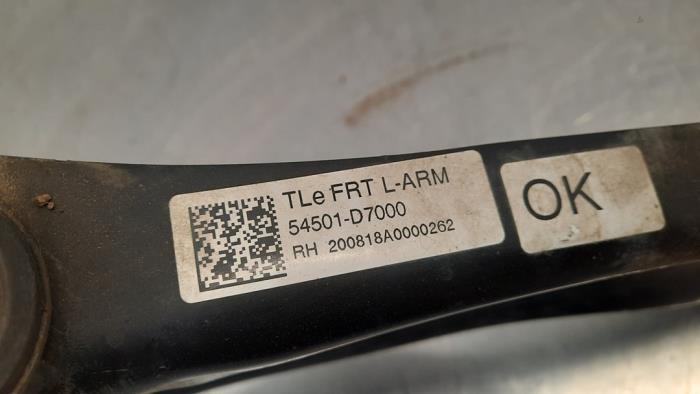 TLe FRT L-ARM
54501-D7000
RH 200818A0000262
OK